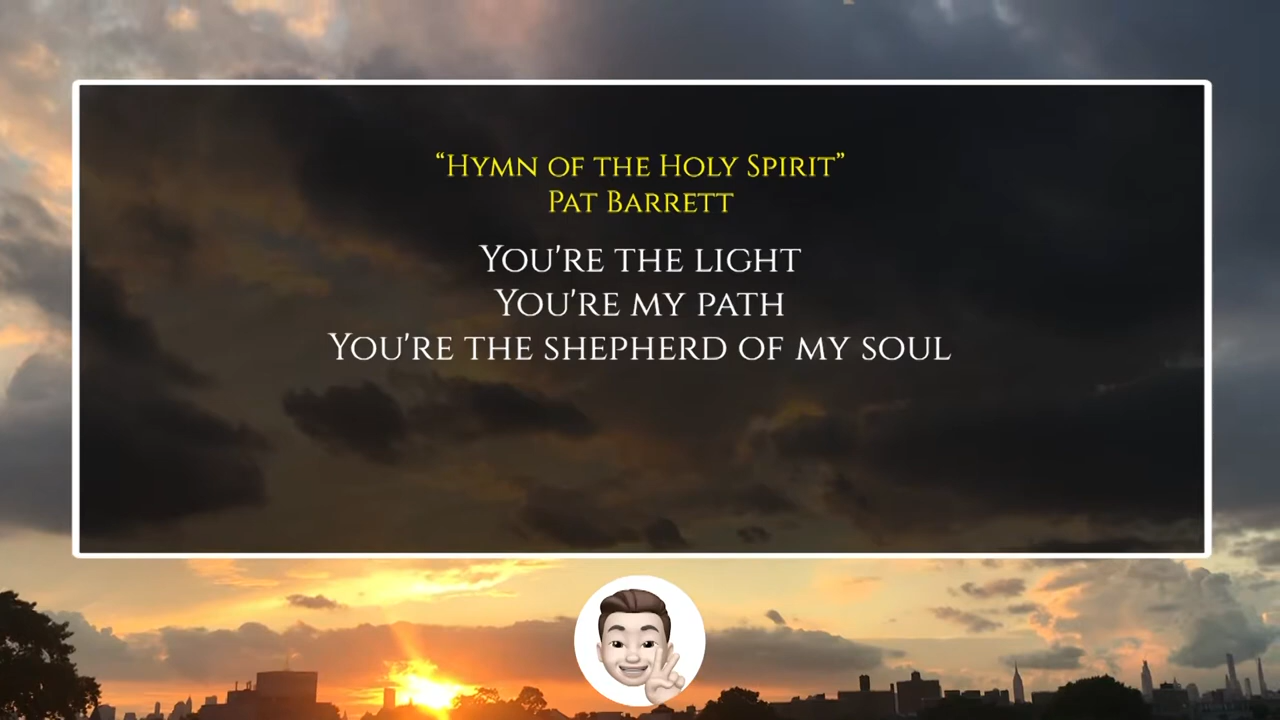 “Hymn of the Holy Spirit”
Pat Barrett
You're the light
You're my path
You're the shepherd of my soul